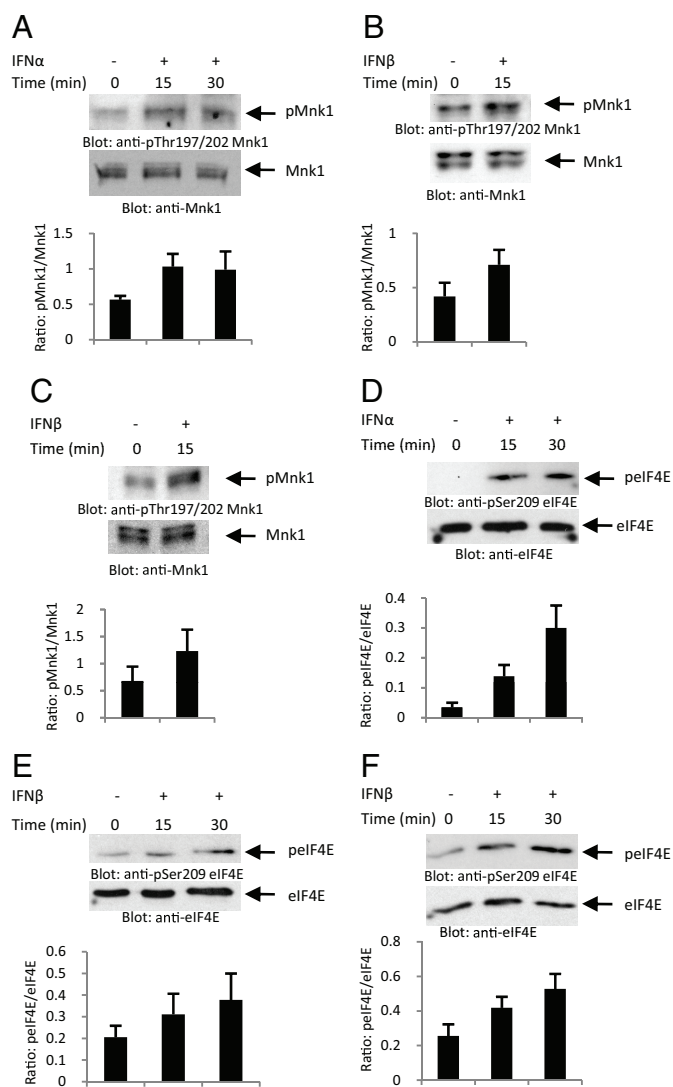 A
IFNα - + +
Time (min) 0 15 30
pMnk1
Blot: anti-pThr197/202 Mnk1
Mnk1
Blot: anti-Mnk1
Ratio: pMnk1/Mnk1
1.5
1
0.5
0
B
IFNβ - +
Time (min) 0 15
pMnk1
Blot: anti-pThr197/202 Mnk1
Mnk1
Blot: anti-Mnk1
Ratio: pMnk1/Mnk1
1
0.5
0
C
IFNβ - +
Time (min) 0 15
pMnk1
Blot: anti-pThr197/202 Mnk1
Mnk1
Blot: anti-Mnk1
Ratio: pMnk1/Mnk1
2
1.5
1
0.5
0
D
IFNα - + +
Time (min) 0 15 30
peIF4E
Blot: anti-pSer209 eIF4E
eIF4E
Blot: anti-eIF4E
Ratio: peIF4E/eIF4E
0.4
0.3
0.2
0.1
0
E
IFNβ - + +
Time (min) 0 15 30
peIF4E
Blot: anti-pSer209 eIF4E
eIF4E
Blot: anti-eIF4E
Ratio: peIF4E/eIF4E
0.6
0.5
0.4
0.3
0.2
0.1
0
F
IFNβ - + +
Time (min) 0 15 30
peIF4E
Blot: anti-pSer209 eIF4E
eIF4E
Blot: anti-eIF4E
Ratio: peIF4E/eIF4E
0.8
0.6
0.4
0.2
0